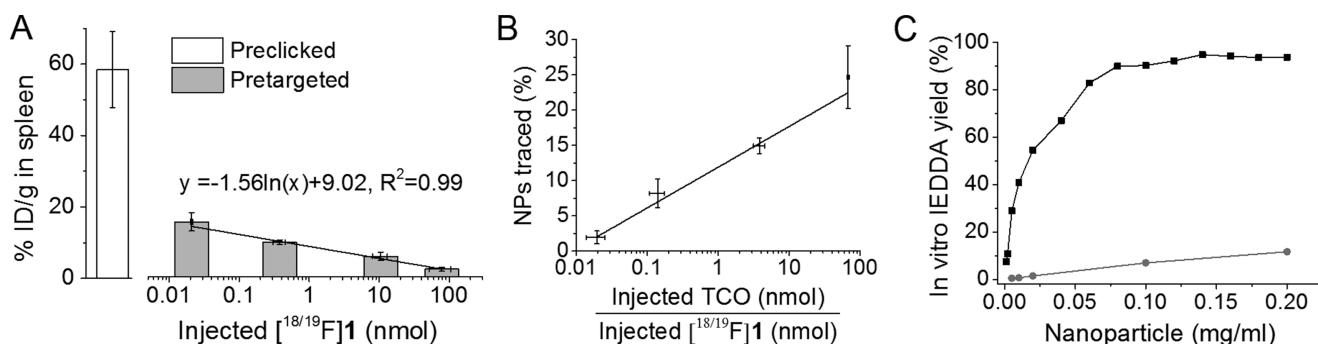 A
% ID/g in spleen
60
40
20
0
Preclicked
Pretargeted
y =-1.56ln(x)+9.02, R²=0.99
0.01 0.1 1 10 100
Injected [¹⁸/¹⁹F]1 (nmol)
B
NPs traced (%)
30
25
20
15
10
5
0
0.01 0.1 1 10 100
Injected TCO (nmol)
Injected [¹⁸/¹⁹F]1 (nmol)
C
In vitro IEDDA yield (%)
100
80
60
40
20
0
0.00 0.05 0.10 0.15 0.20
Nanoparticle (mg/ml)